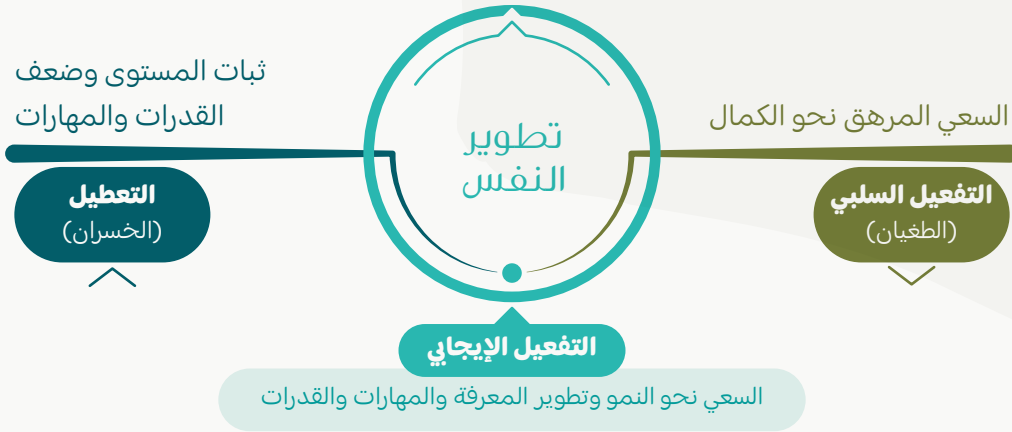 تطوير
النفس
السعي المرهق نحو الكمال
التفعيل السلبي
(الطغيان)
ثبات المستوى وضعف
القدرات والمهارات
التعطيل
(الخسران)
التفعيل الإيجابي
السعي نحو النمو وتطوير المعرفة والمهارات والقدرات